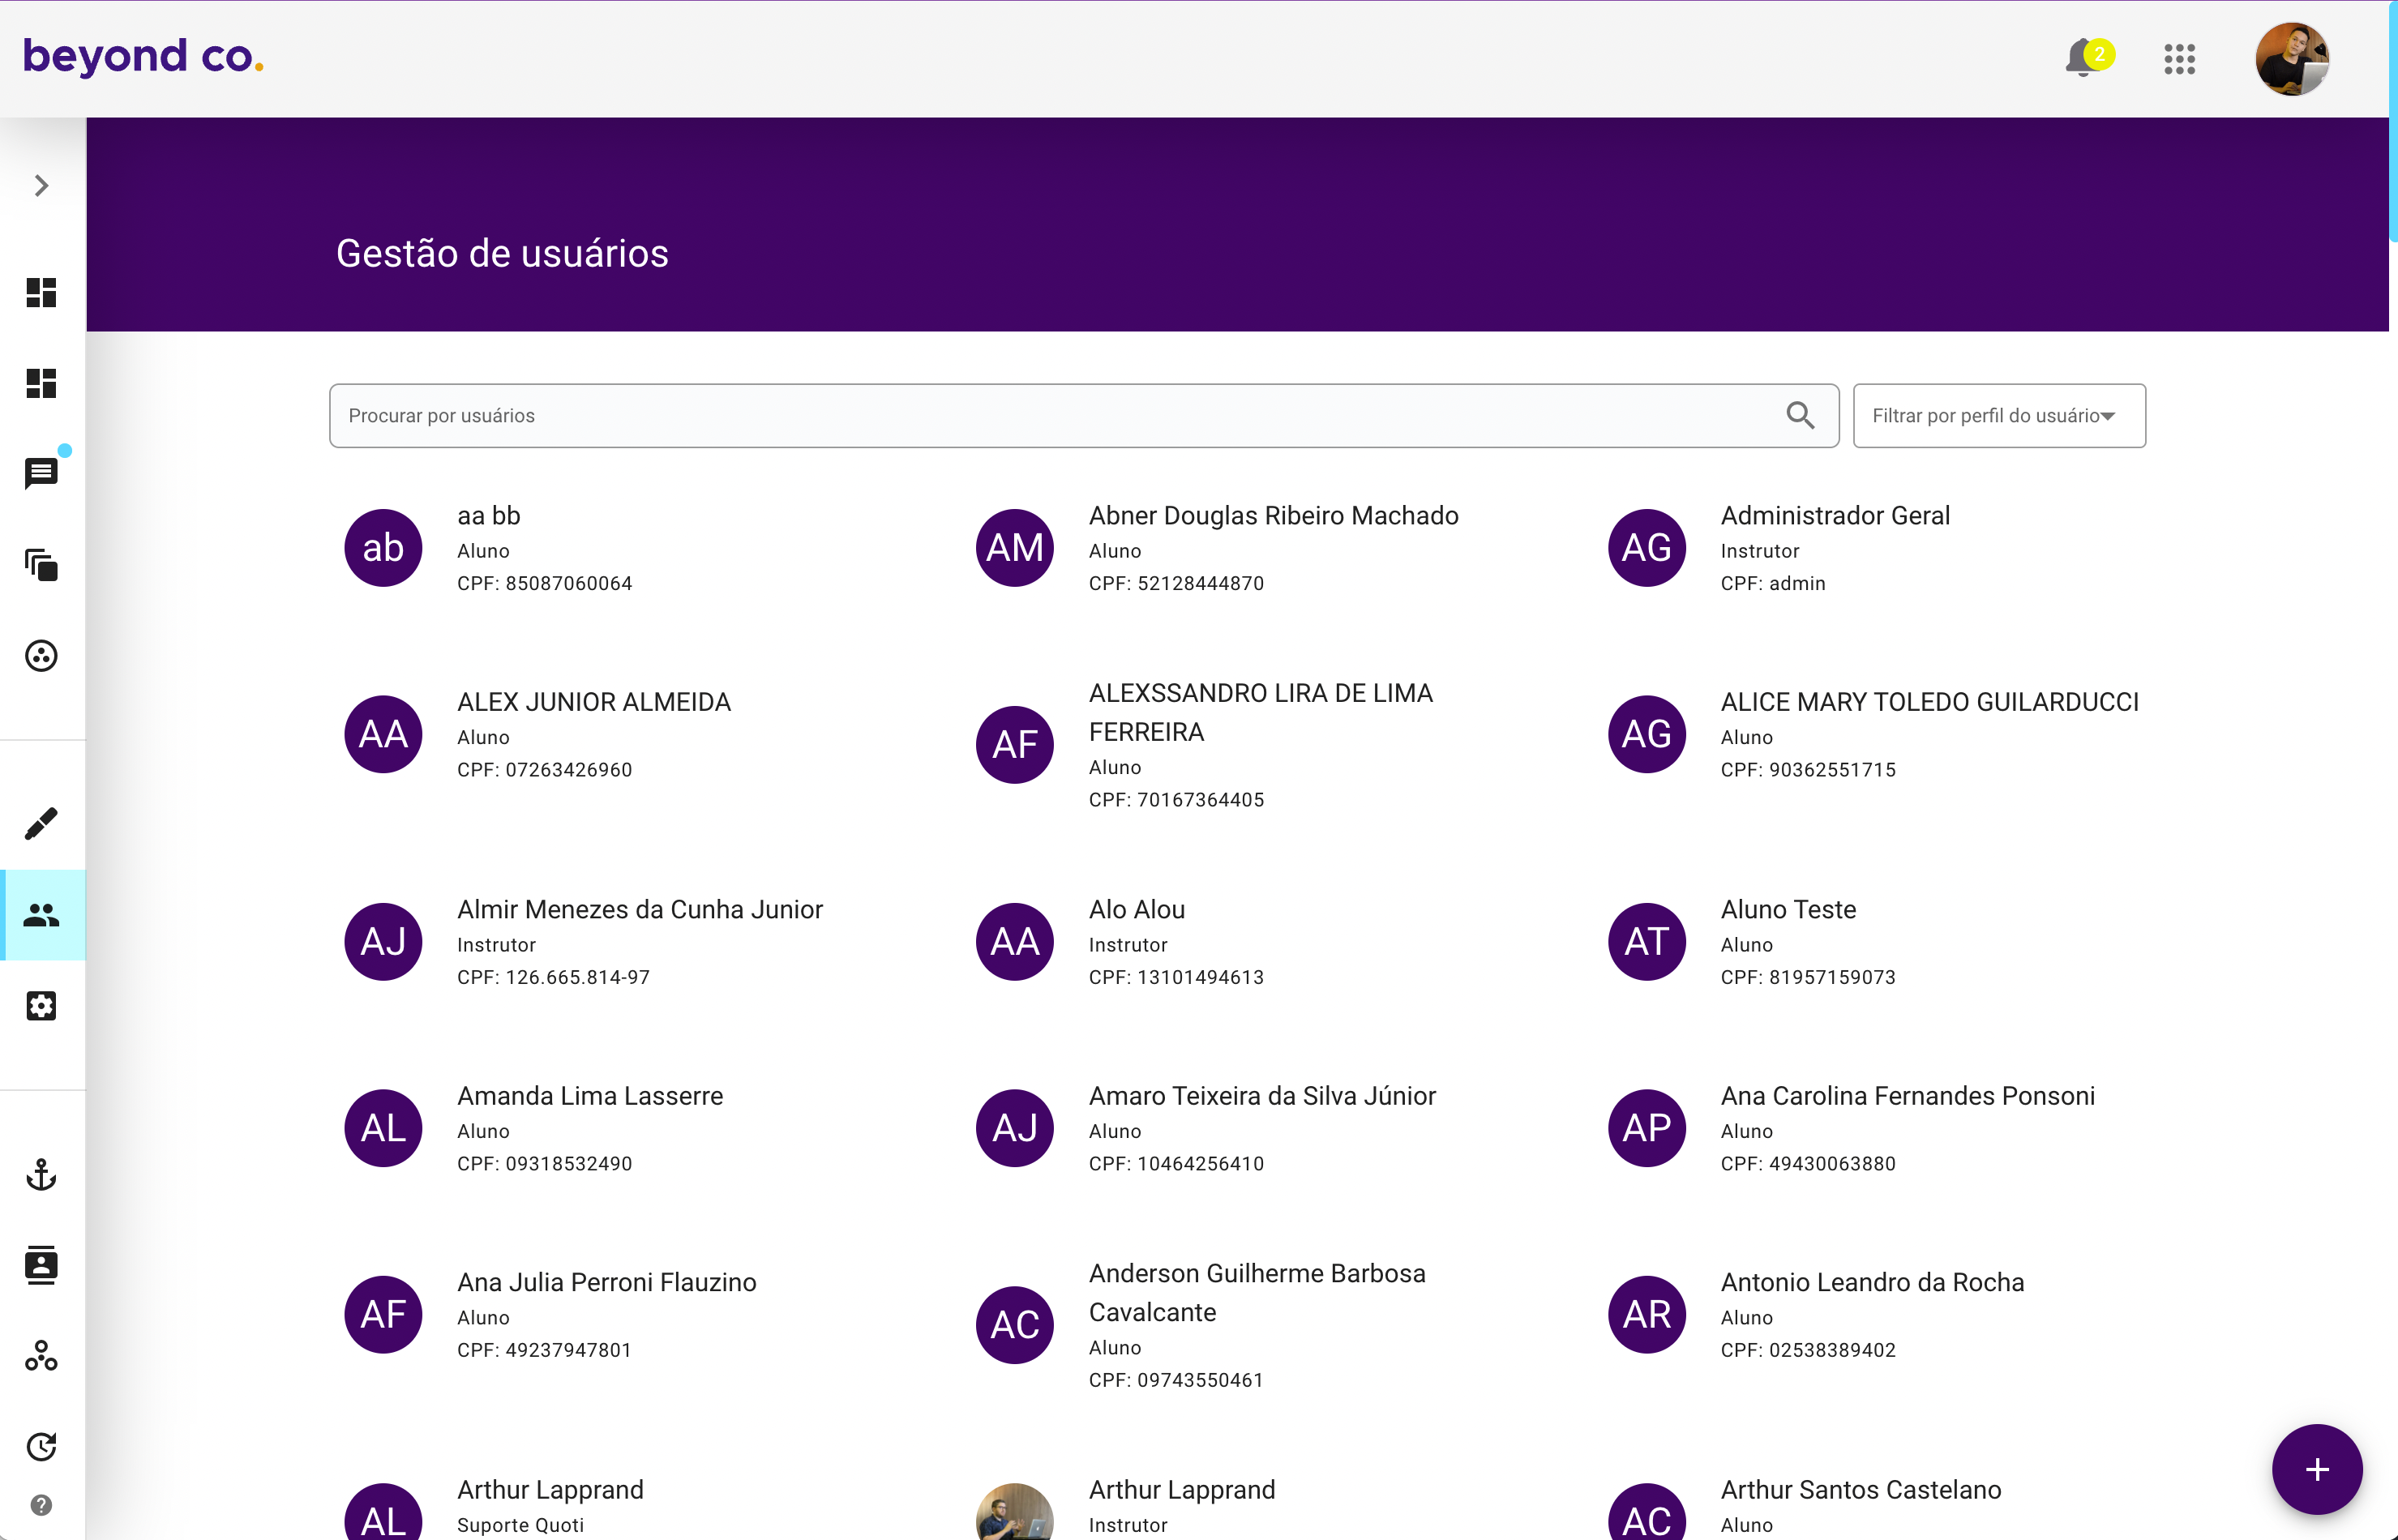 beyond co.
2
Gestão de usuários
Procurar por usuários
Filtrar por perfil do usuário
ab
aa bb
Aluno
CPF: 85087060064
AM
Abner Douglas Ribeiro Machado
Aluno
CPF: 52128444870
AG
Administrador Geral
Instrutor
CPF: admin
AA
ALEX JUNIOR ALMEIDA
Aluno
CPF: 07263426960
AF
ALEXSSANDRO LIRA DE LIMA
FERREIRA
Aluno
CPF: 70167364405
AG
ALICE MARY TOLEDO GUILARDUCCI
Aluno
CPF: 90362551715
AJ
Almir Menezes da Cunha Junior
Instrutor
CPF: 126.665.814-97
AA
Alo Alou
Instrutor
CPF: 13101494613
AT
Aluno Teste
Aluno
CPF: 81957159073
AL
Amanda Lima Lasserre
Aluno
CPF: 09318532490
AJ
Amaro Teixeira da Silva Júnior
Aluno
CPF: 10464256410
AP
Ana Carolina Fernandes Ponsoni
Aluno
CPF: 49430063880
AF
Ana Julia Perroni Flauzino
Aluno
CPF: 49237947801
AC
Anderson Guilherme Barbosa
Cavalcante
Aluno
CPF: 09743550461
AR
Antonio Leandro da Rocha
Aluno
CPF: 02538389402
AL
Arthur Lapprand
Suporte Quoti
Arthur Lapprand
Instrutor
AC
Arthur Santos Castelano
Aluno